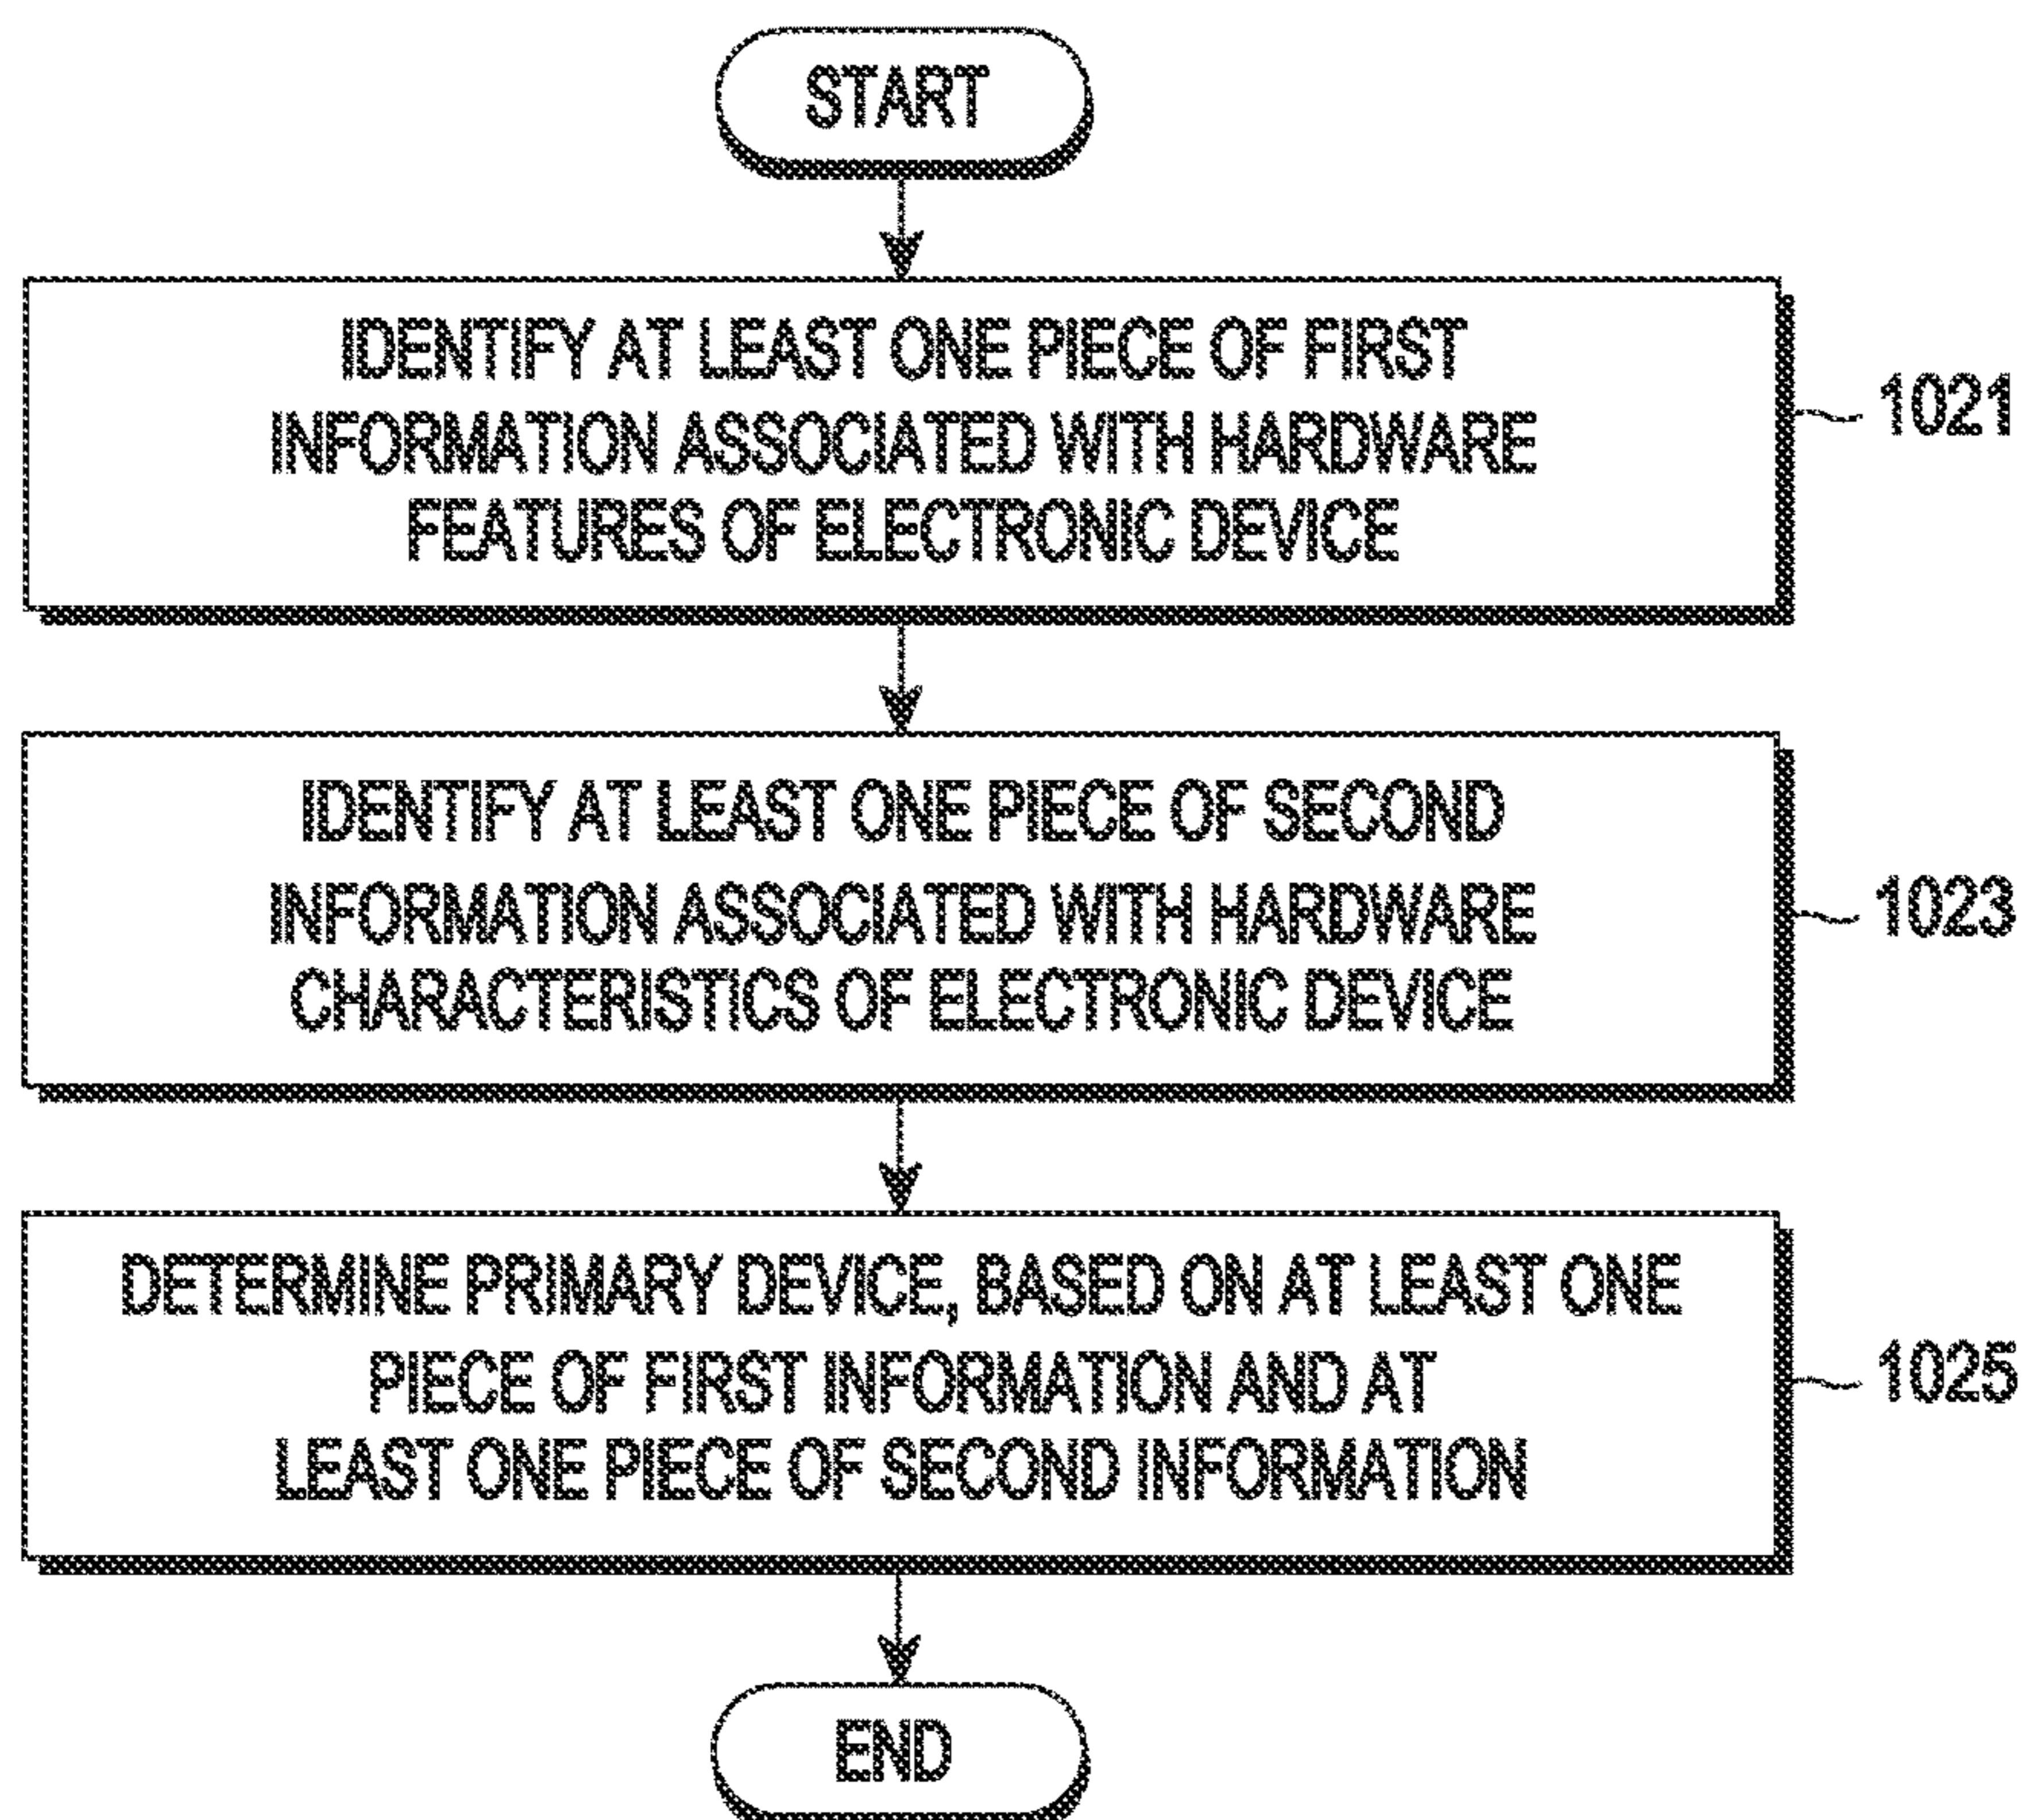 START
IDENTIFY AT LEAST ONE PIECE OF FIRST
INFORMATION ASSOCIATED WITH HARDWARE
FEATURES OF ELECTRONIC DEVICE
1021
IDENTIFY AT LEAST ONE PIECE OF SECOND
INFORMATION ASSOCIATED WITH HARDWARE
CHARACTERISTICS OF ELECTRONIC DEVICE
1023
DETERMINE PRIMARY DEVICE, BASED ON AT LEAST ONE
PIECE OF FIRST INFORMATION AND AT
LEAST ONE PIECE OF SECOND INFORMATION
1025
END